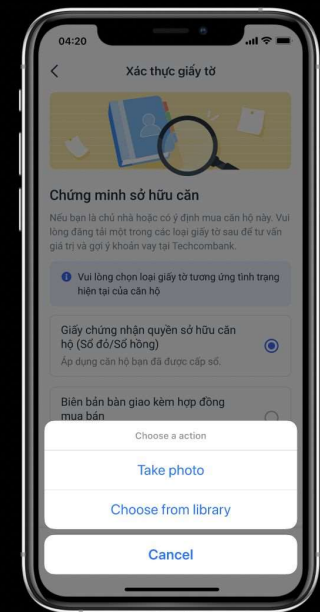 04:20
Xác thực giấy tờ
Chứng minh sở hữu căn
Nếu bạn là chủ nhà hoặc có ý định mua căn hộ này. Vui
lòng đăng tải một trong các loại giấy tờ sau để tư vấn
giá trị và gợi ý khoản vay tại Techcombank.
Vui lòng chọn loại giấy tờ tương ứng tình trạng
hiện tại của căn hộ
Giấy chứng nhận quyền sở hữu căn
hộ (Sổ đỏ/Sổ hồng)
Áp dụng căn hộ bạn đã được cấp sổ.
Biên bản bàn giao kèm hợp đồng
mua bán
Choose a action
Take photo
Choose from library
Cancel